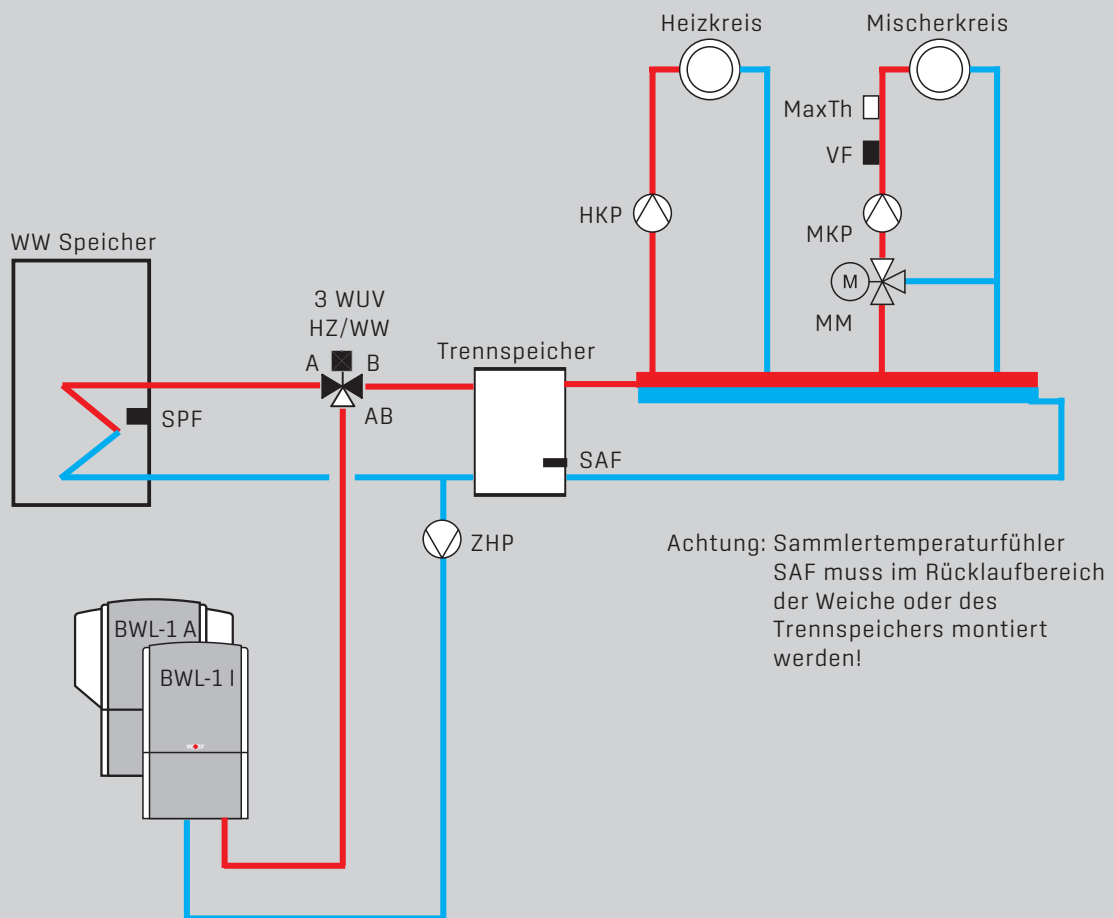 Heizkreis
Mischerkreis
MaxTh
VF
HKP
MKP
M
MM
WW Speicher
3 WUV
HZ/WW
A
B
AB
Trennspeicher
SPF
SAF
ZHP
Achtung: Sammlertemperaturfühler
SAF muss im Rücklaufbereich
der Weiche oder des
Trennspeichers montiert
werden!
BWL-1 A
BWL-1 I